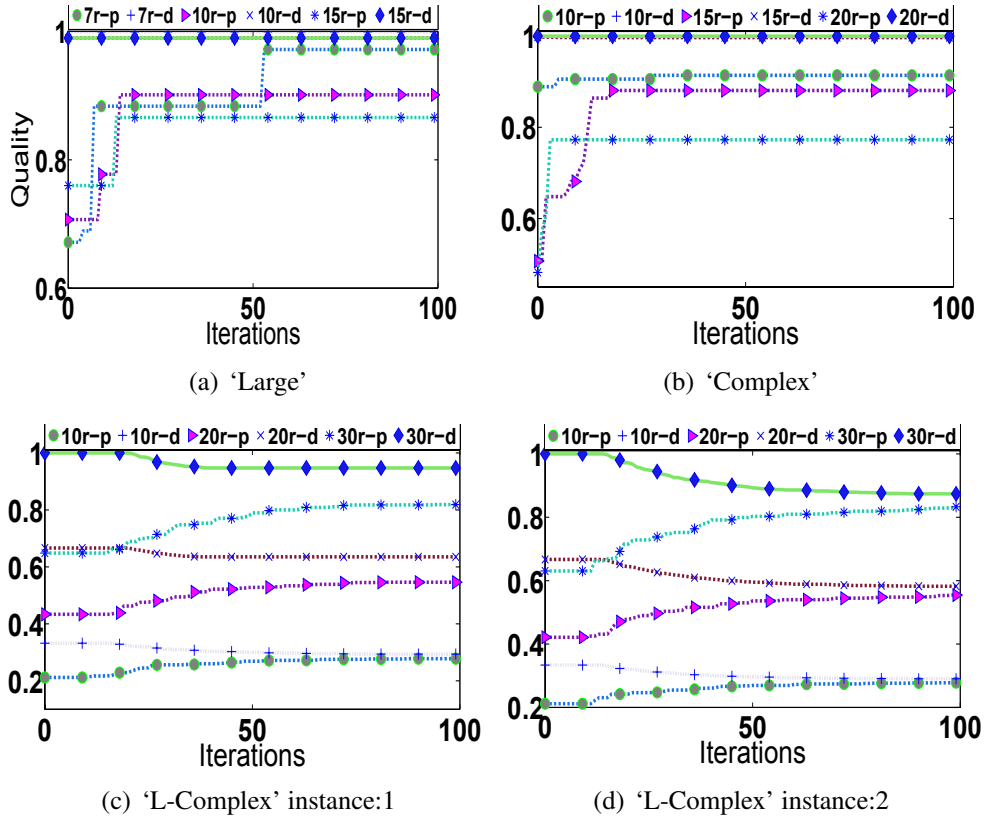 7r-p 7r-d 10r-p 10r-d 15r-p 15r-d
1
0.8
0.6
Quality
0 50 100
Iterations
(a) ‘Large’
10r-p 10r-d 15r-p 15r-d 20r-p 20r-d
1
0.8
0.6
0 50 100
Iterations
(b) ‘Complex’
10r-p 10r-d 20r-p 20r-d 30r-p 30r-d
1
0.8
0.6
0.4
0.2
0 50 100
Iterations
(c) ‘L-Complex’ instance:1
10r-p 10r-d 20r-p 20r-d 30r-p 30r-d
1
0.8
0.6
0.4
0.2
0 50 100
Iterations
(d) ‘L-Complex’ instance:2